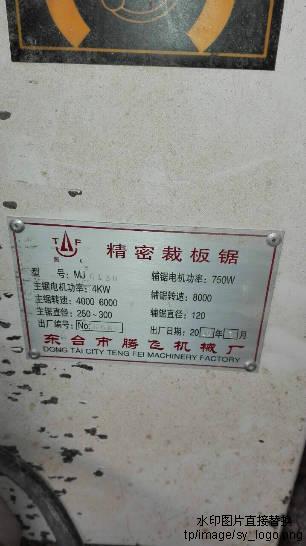 T F
精密裁板锯
型 号: MJ
辅锯电机功率: 750W
主锯电机功率: 4KW
主锯转速: 4000 6000
辅锯转速: 8000
主锯直径: 250~300
辅锯直径: 120
出厂编号: No
出厂日期: 20 年 月
东台市腾飞机械厂
DONG TAI CITY TENG FEI MACHINERY FACTORY
水印图片直接替换
tp/image/sy_logo.png